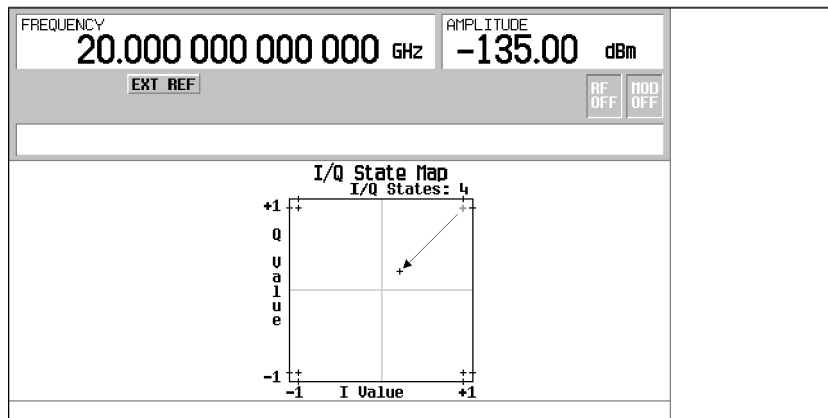 FREQUENCY
20.000 000 000 000 GHz
AMPLITUDE
-135.00 dBm
EXT REF
RF OFF
MOD OFF
I/Q State Map
I/Q States: 4
+1
Q Value
-1
-1 I Value +1